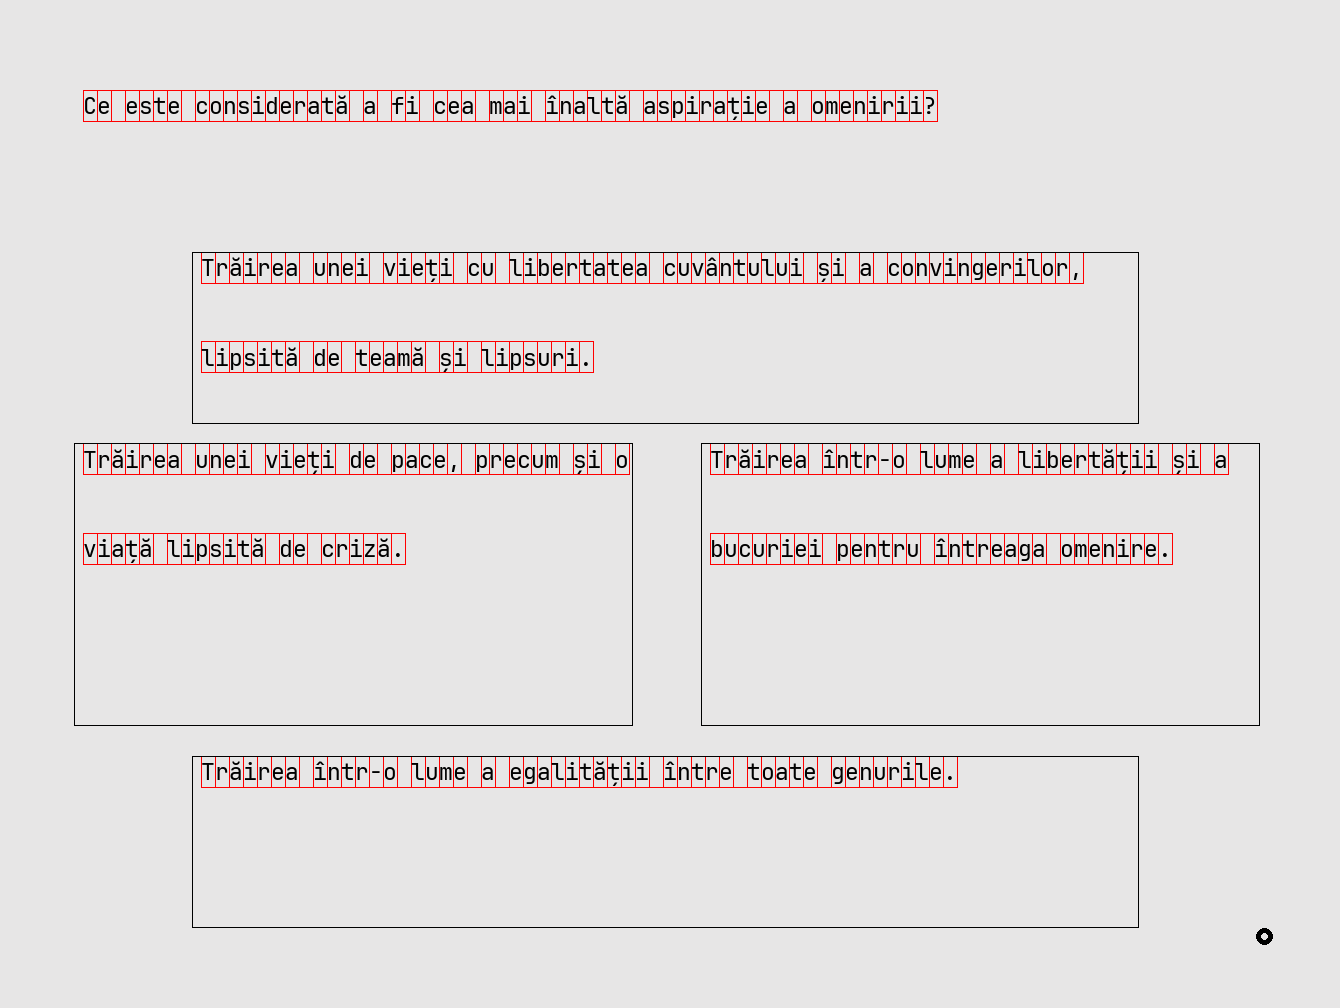 Ce este considerată a fi cea mai înaltă aspirație a omenirii?
Trăirea unei vieți cu libertatea cuvântului și a convingerilor,
lipsită de teamă și lipsuri.
Trăirea unei vieți de pace, precum și o
viață lipsită de criză.
Trăirea într-o lume a libertății și a
bucuriei pentru întreaga omenire.
Trăirea într-o lume a egalității între toate genurile.